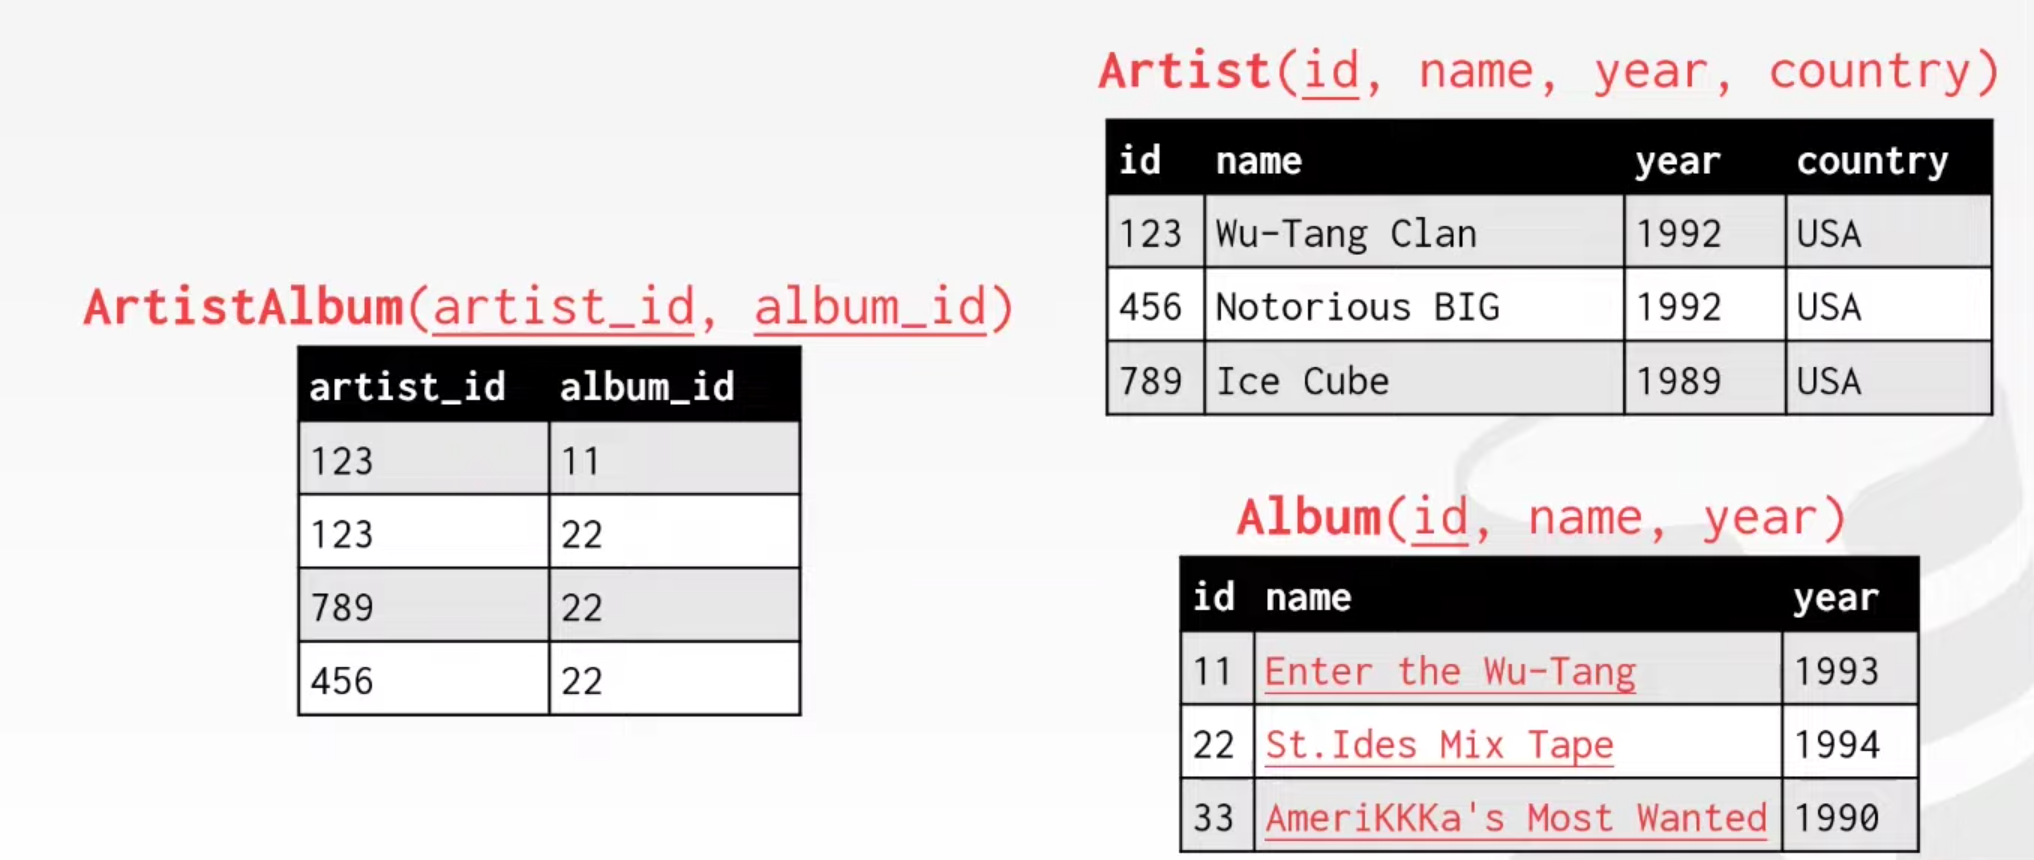 ArtistAlbum(artist_id, album_id)
artist_id album_id
123 11
123 22
789 22
456 22
Artist(id, name, year, country)
id name year country
123 Wu-Tang Clan 1992 USA
456 Notorious BIG 1992 USA
789 Ice Cube 1989 USA
Album(id, name, year)
id name year
11 Enter the Wu-Tang 1993
22 St.Ides Mix Tape 1994
33 AmeriKKKa's Most Wanted 1990